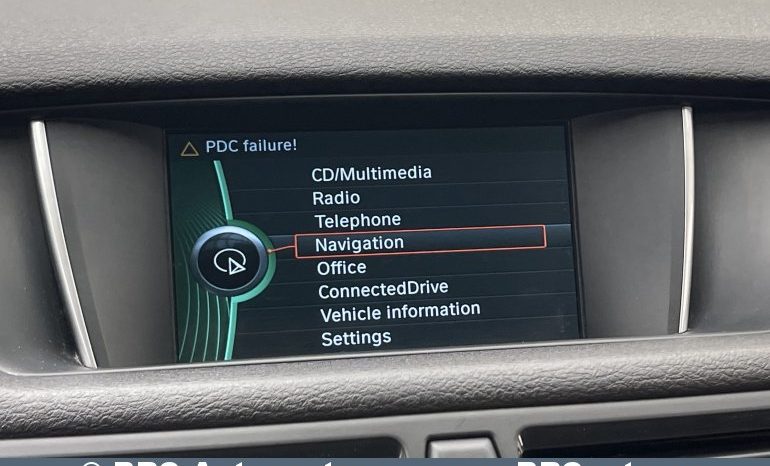 PDC failure!
CD/Multimedia
Radio
Telephone
Navigation
Office
ConnectedDrive
Vehicle information
Settings